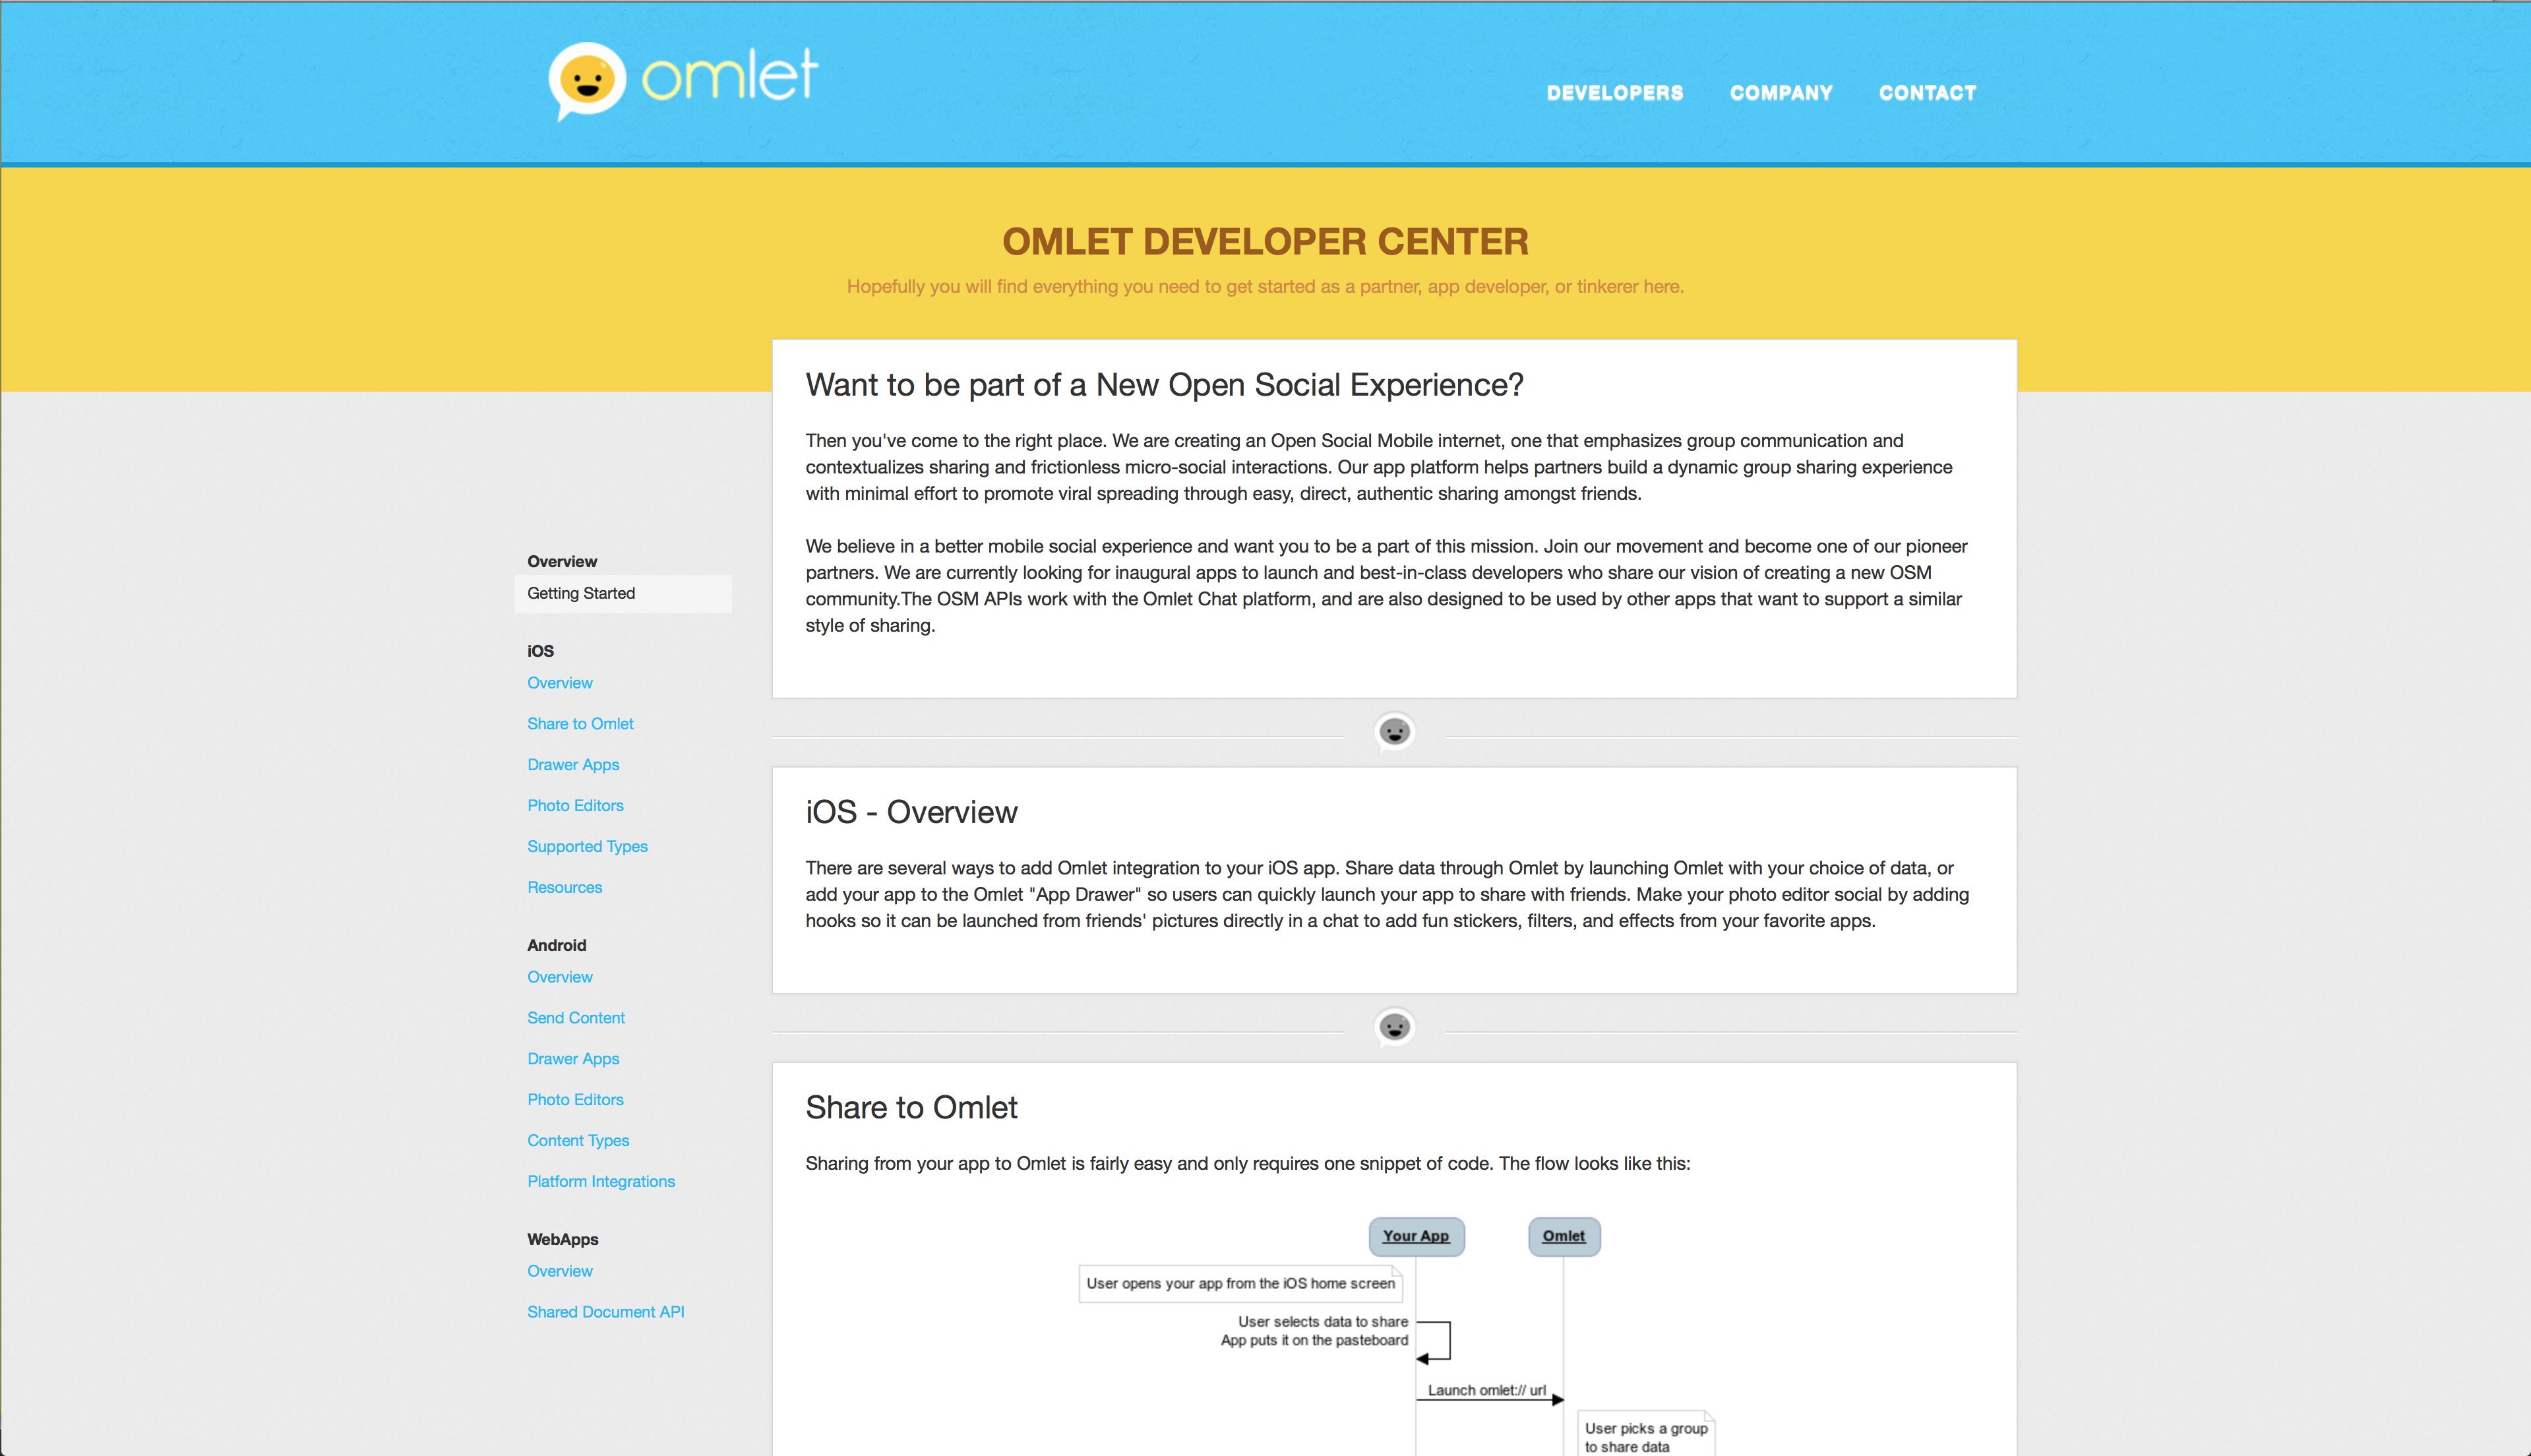 omlet
DEVELOPERS COMPANY CONTACT
OMLET DEVELOPER CENTER
Hopefully you will find everything you need to get started as a partner, app developer, or tinkerer here.
Overview
Getting Started
iOS
Overview
Share to Omlet
Drawer Apps
Photo Editors
Supported Types
Resources
Android
Overview
Send Content
Drawer Apps
Photo Editors
Content Types
Platform Integrations
WebApps
Overview
Shared Document API
Want to be part of a New Open Social Experience?
Then you've come to the right place. We are creating an Open Social Mobile internet, one that emphasizes group communication and
contextualizes sharing and frictionless micro-social interactions. Our app platform helps partners build a dynamic group sharing experience
with minimal effort to promote viral spreading through easy, direct, authentic sharing amongst friends.
We believe in a better mobile social experience and want you to be a part of this mission. Join our movement and become one of our pioneer
partners. We are currently looking for inaugural apps to launch and best-in-class developers who share our vision of creating a new OSM
community.The OSM APIs work with the Omlet Chat platform, and are also designed to be used by other apps that want to support a similar
style of sharing.
iOS - Overview
There are several ways to add Omlet integration to your iOS app. Share data through Omlet by launching Omlet with your choice of data, or
add your app to the Omlet "App Drawer" so users can quickly launch your app to share with friends. Make your photo editor social by adding
hooks so it can be launched from friends' pictures directly in a chat to add fun stickers, filters, and effects from your favorite apps.
Share to Omlet
Sharing from your app to Omlet is fairly easy and only requires one snippet of code. The flow looks like this:
Your App Omlet
User opens your app from the iOS home screen
User selects data to share
App puts it on the pasteboard
Launch omlet:// url
User picks a group
to share data